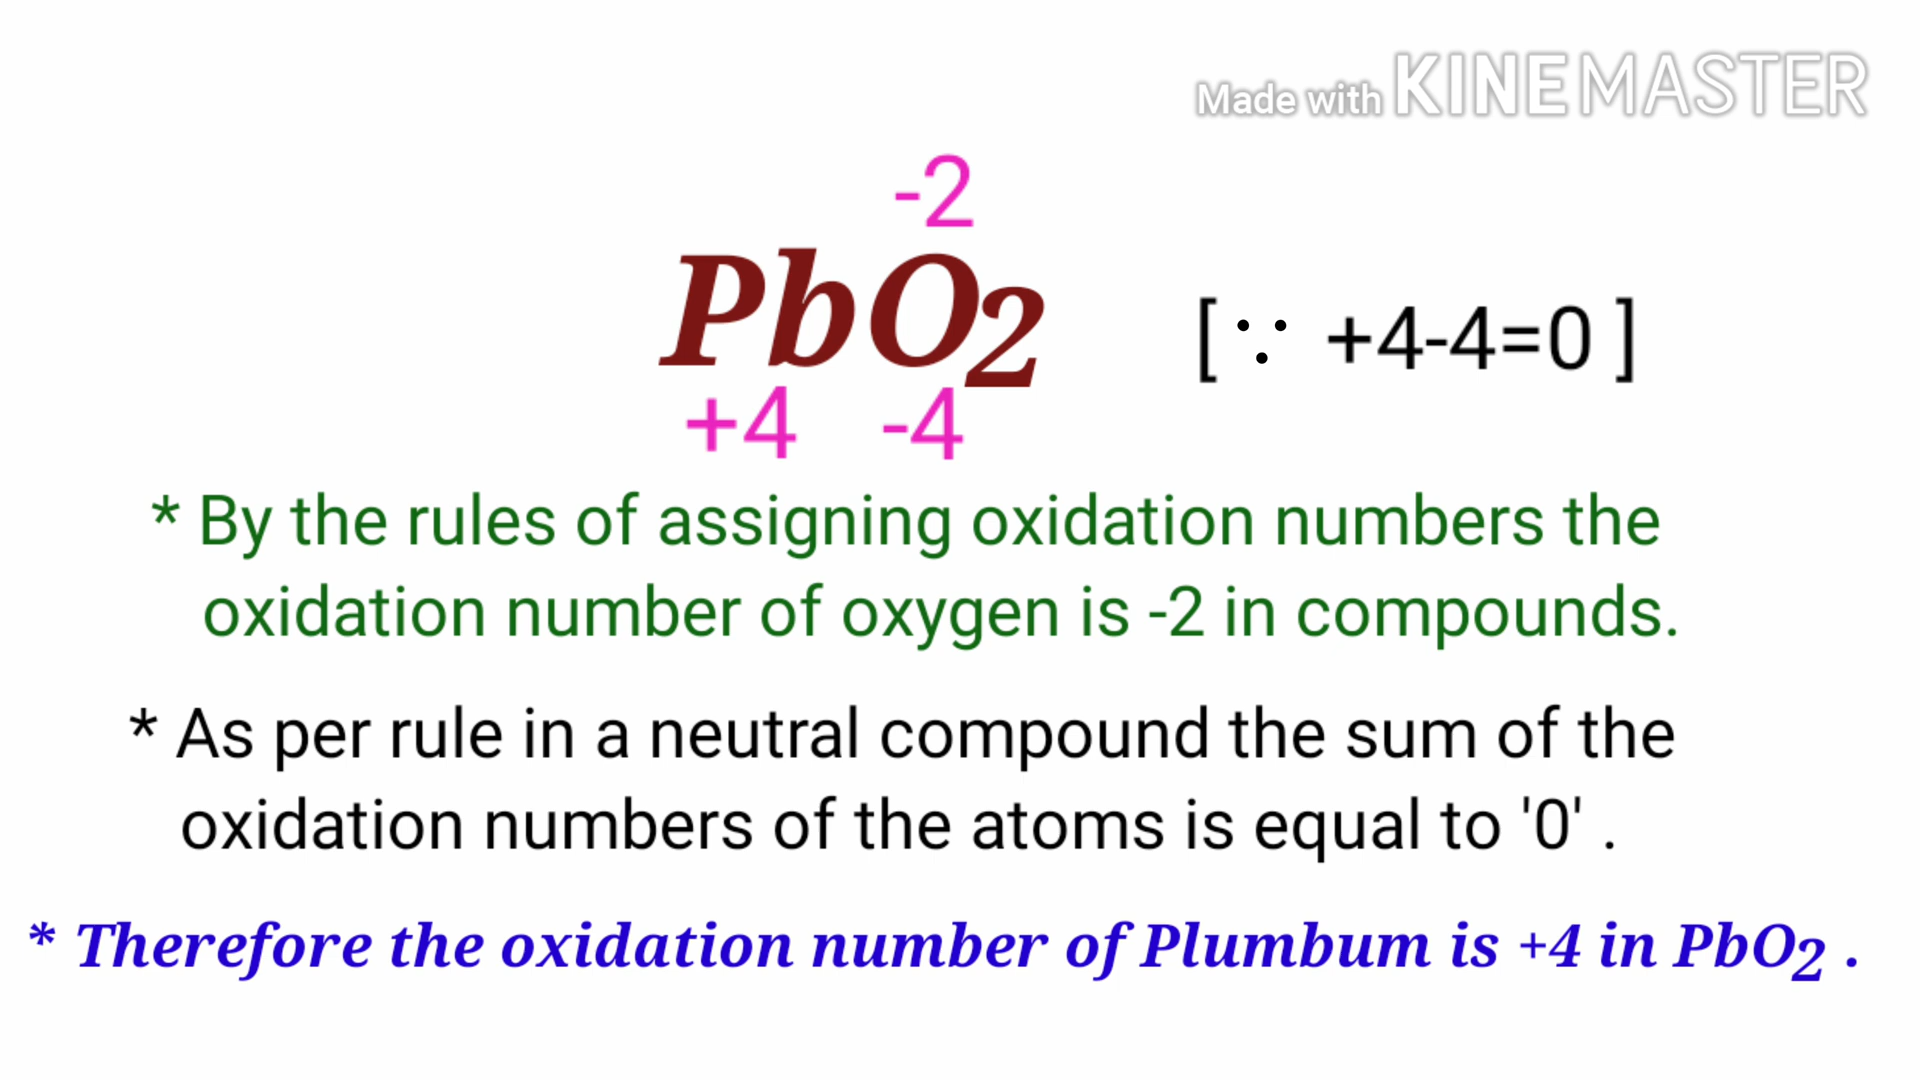 Made with KINEMASTER
-2
PbO2 [ ∵ +4-4=0 ]
+4 -4
* By the rules of assigning oxidation numbers the
oxidation number of oxygen is -2 in compounds.
* As per rule in a neutral compound the sum of the
oxidation numbers of the atoms is equal to '0' .
* Therefore the oxidation number of Plumbum is +4 in PbO2 .